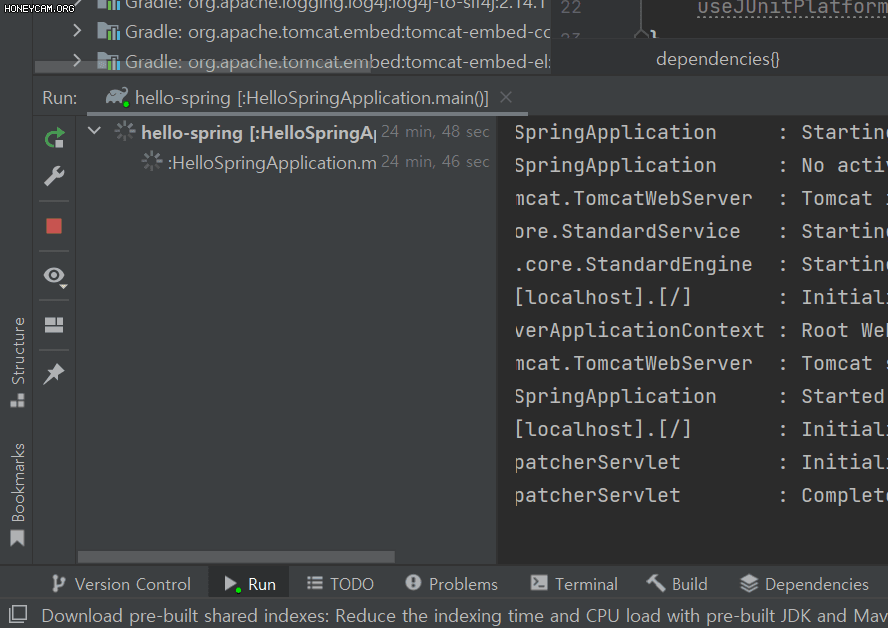 HONEYCAM.ORG
Gradle: org.apache.logging.log4j:log4j-to-slf4j:2.14.1
Gradle: org.apache.tomcat.embed:tomcat-embed-co
Gradle: org.apache.tomcat.embed:tomcat-embed-el:
22 useJUnitPlatform
23 }
dependencies{}
Run: hello-spring [:HelloSpringApplication.main()]
hello-spring [:HelloSpringA 24 min, 48 sec
:HelloSpringApplication.m 24 min, 46 sec
SpringApplication : Starting
SpringApplication : No activ
mcat.TomcatWebServer : Tomcat i
ore.StandardService : Starting
.core.StandardEngine : Starting
[localhost].[/] : Initiali
verApplicationContext : Root Web
mcat.TomcatWebServer : Tomcat s
SpringApplication : Started
[localhost].[/] : Initiali
patcherServlet : Initiali
patcherServlet : Complete
Structure
Bookmarks
Version Control Run TODO Problems Terminal Build Dependencies
Download pre-built shared indexes: Reduce the indexing time and CPU load with pre-built JDK and Mav